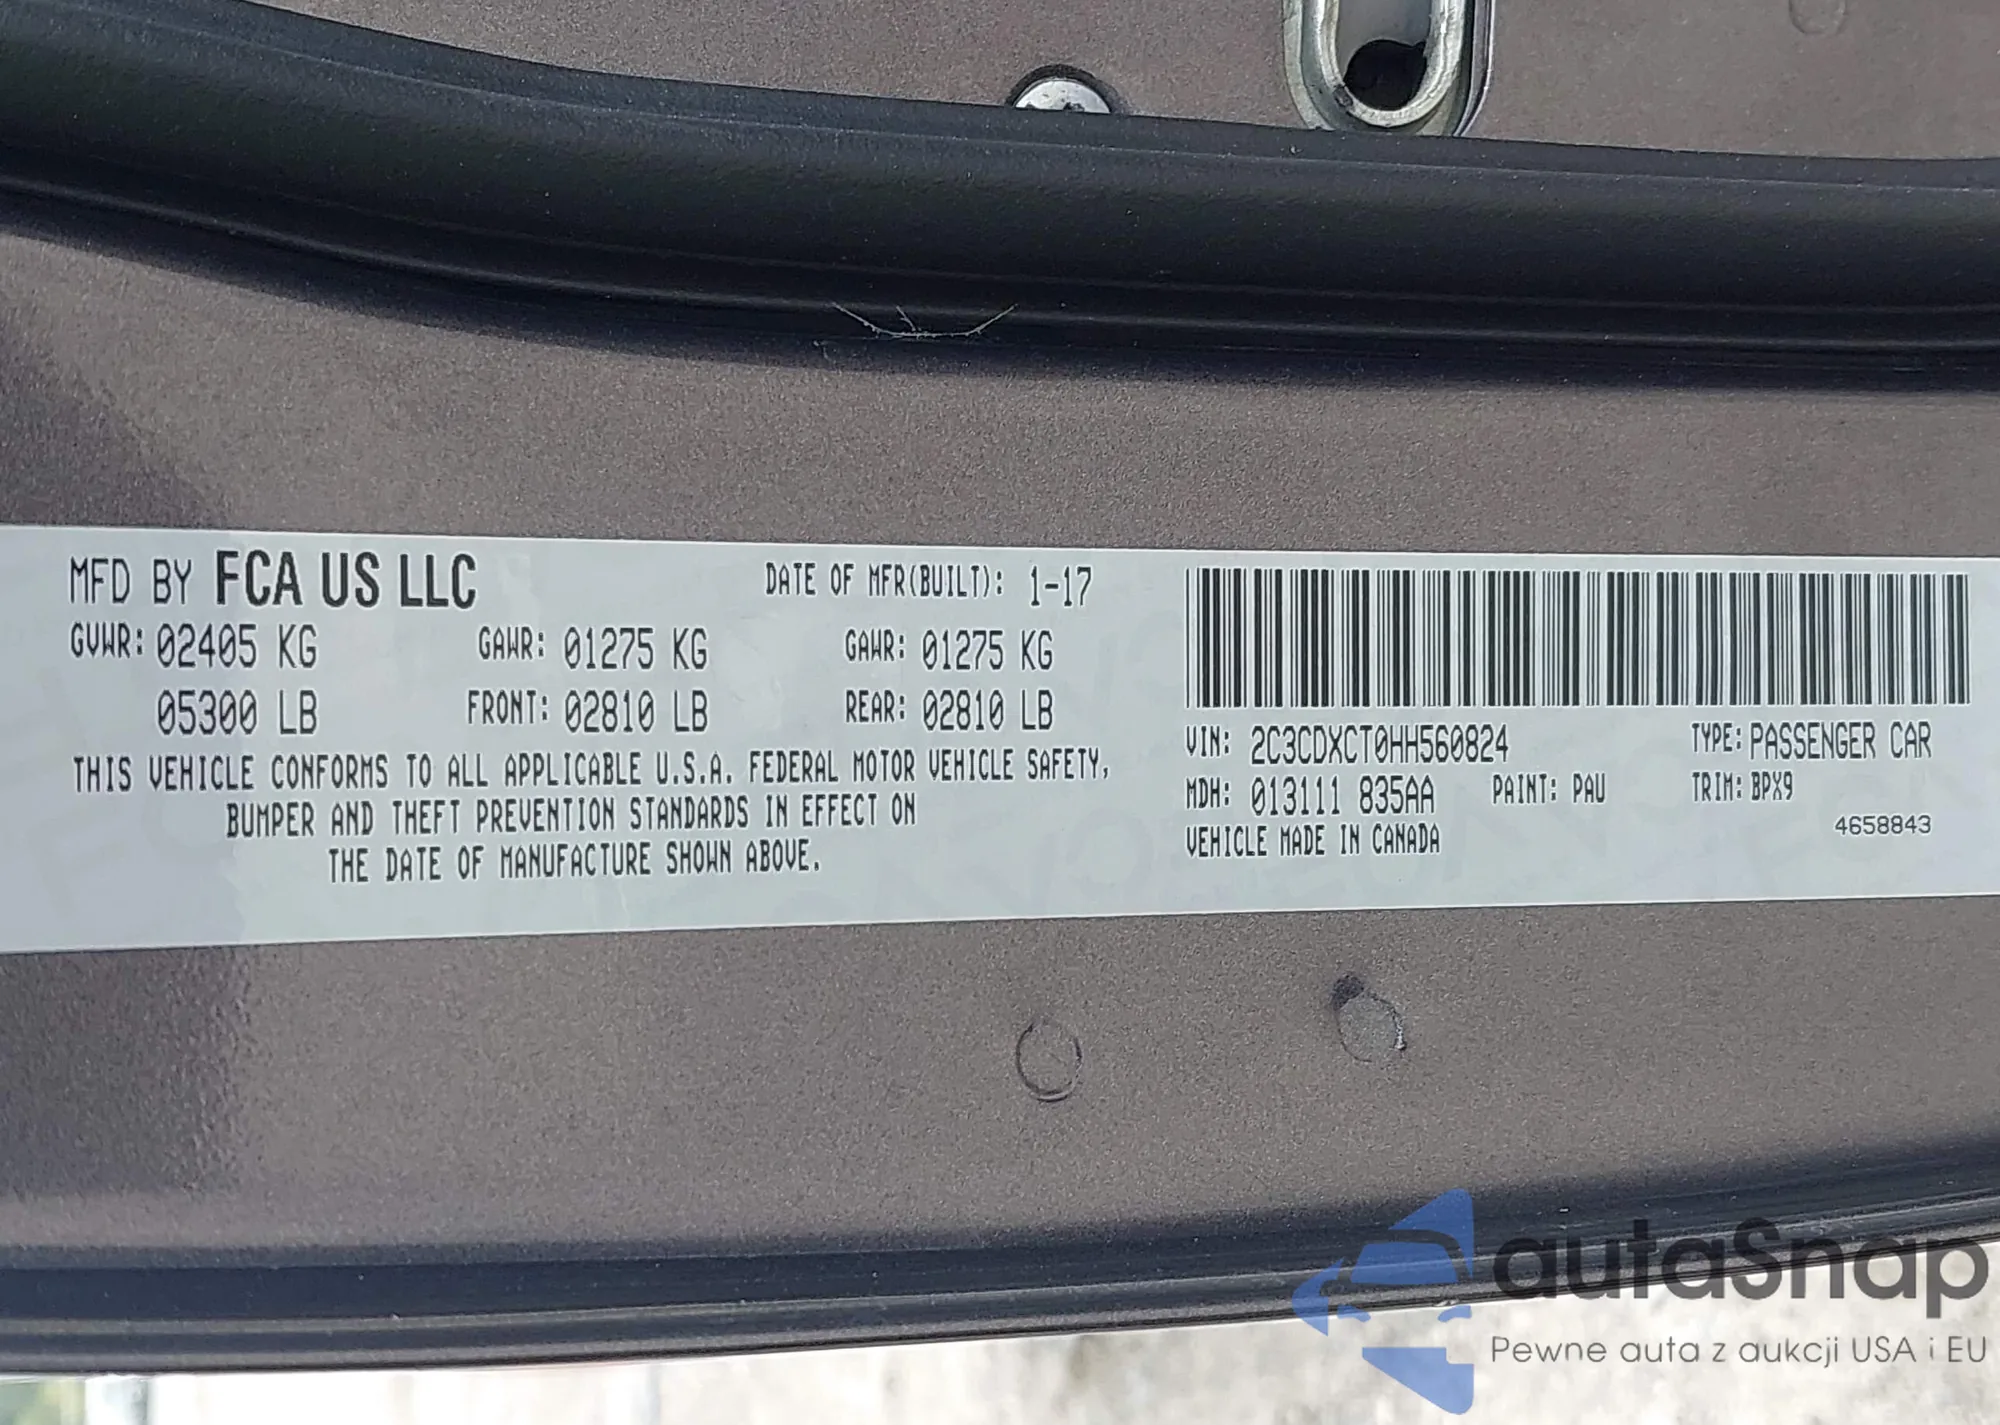 MFD BY FCA US LLC DATE OF MFR(BUILT): 1-17
GVWR: 02405 KG GAWR: 01275 KG GAWR: 01275 KG
05300 LB FRONT: 02810 LB REAR: 02810 LB
THIS VEHICLE CONFORMS TO ALL APPLICABLE U.S.A. FEDERAL MOTOR VEHICLE SAFETY,
BUMPER AND THEFT PREVENTION STANDARDS IN EFFECT ON
THE DATE OF MANUFACTURE SHOWN ABOVE.
VIN: 2C3CDXCT0HH560824 TYPE: PASSENGER CAR
MDH: 013111 835AA PAINT: PAU TRIM: BPX9
VEHICLE MADE IN CANADA 4658843
autaSnap
Pewne auta z aukcji USA i EU